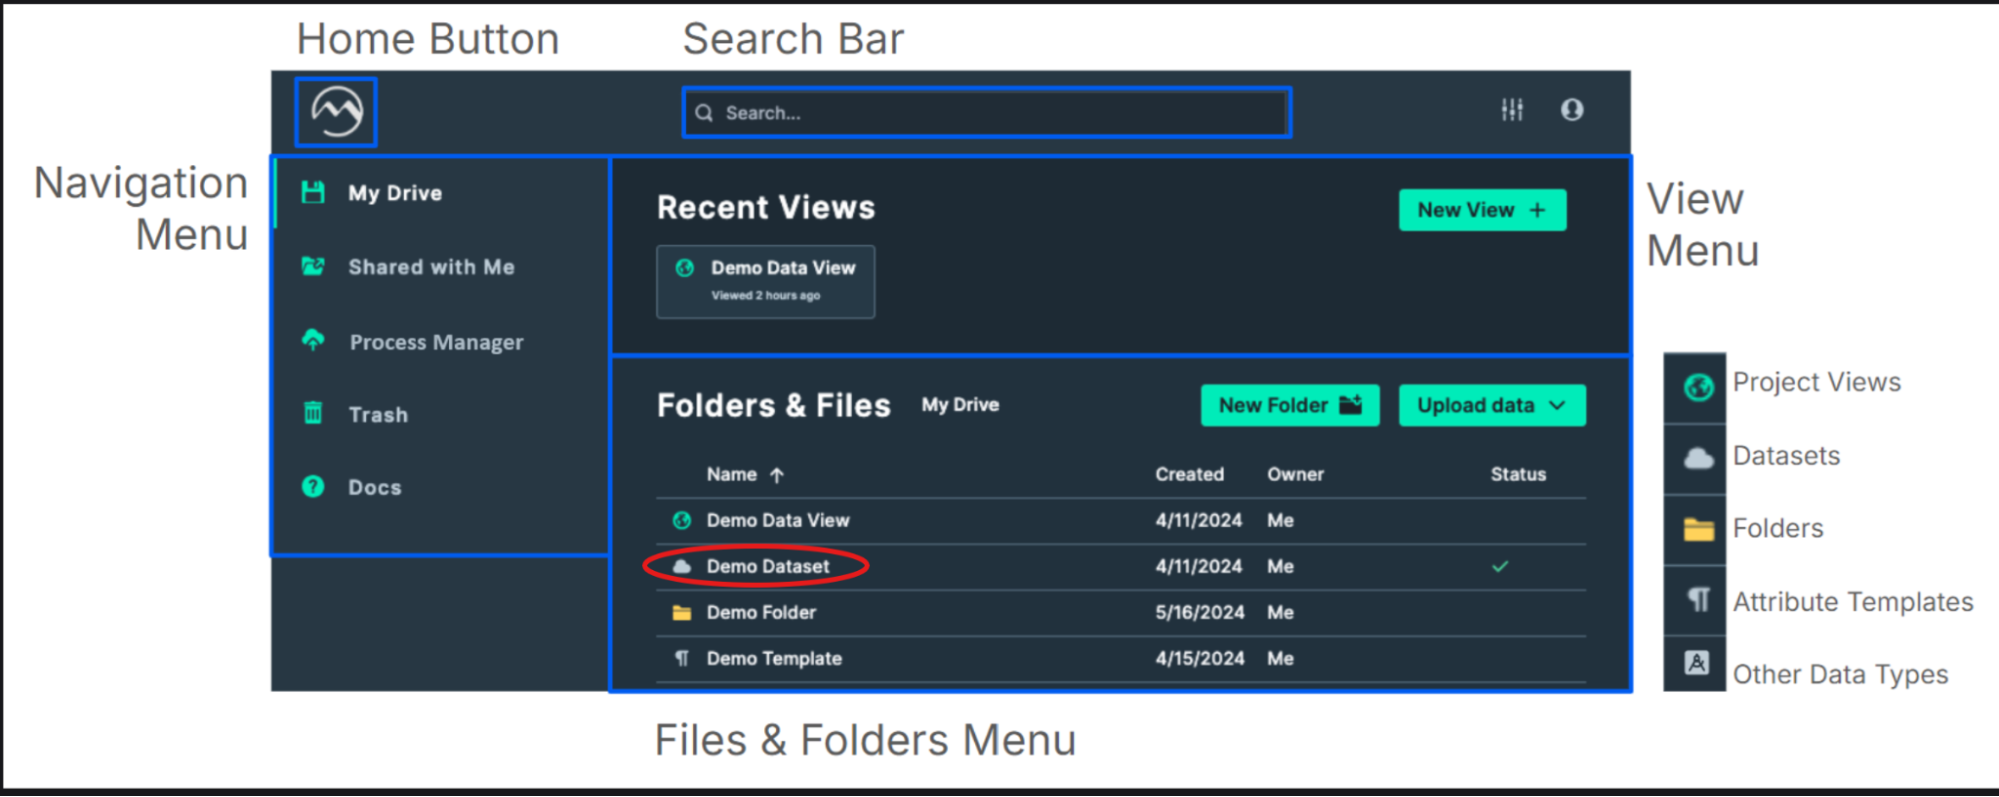 Home Button
Search Bar
Search...
Navigation
Menu
My Drive
Shared with Me
Process Manager
Trash
Docs
Recent Views
New View +
Demo Data View
Viewed 2 hours ago
View
Menu
Folders & Files My Drive
New Folder
Upload data
Name ↑ Created Owner Status
Demo Data View 4/11/2024 Me
Demo Dataset 4/11/2024 Me ✓
Demo Folder 5/16/2024 Me
¶ Demo Template 4/15/2024 Me
Project Views
Datasets
Folders
¶ Attribute Templates
Other Data Types
Files & Folders Menu